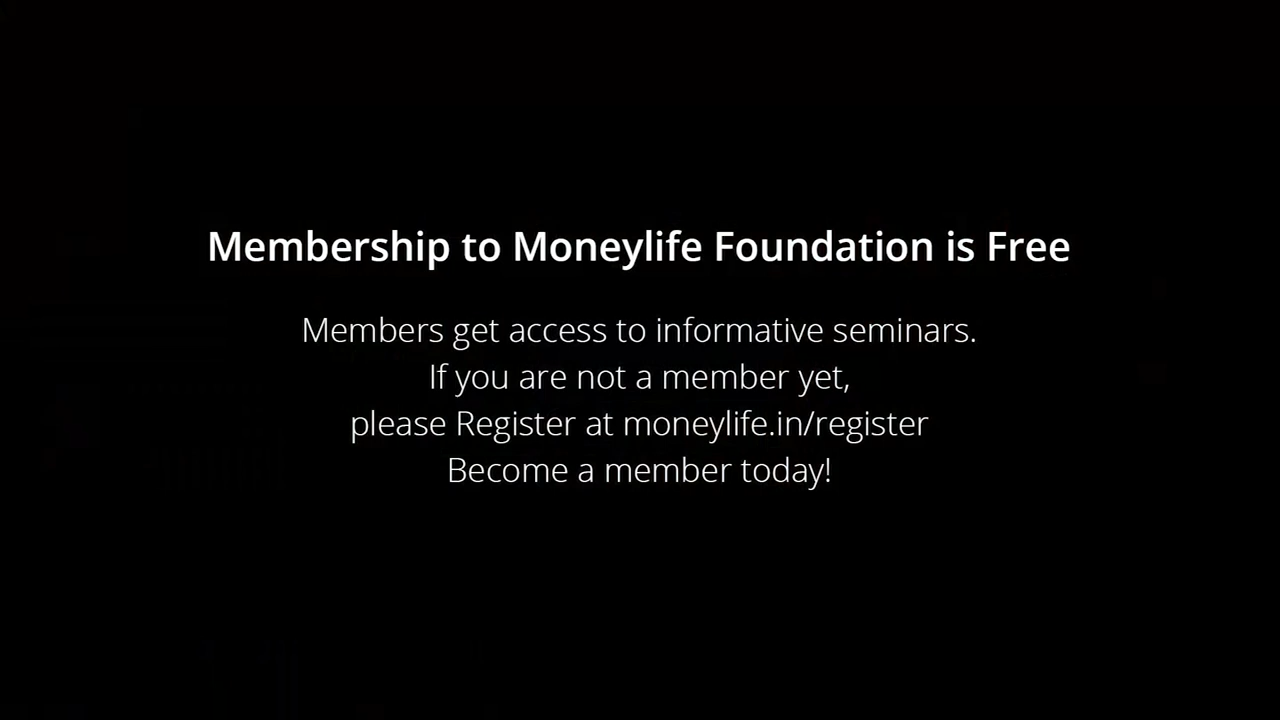 Membership to Moneylife Foundation is Free
Members get access to informative seminars.
If you are not a member yet,
please Register at moneylife.in/register
Become a member today!